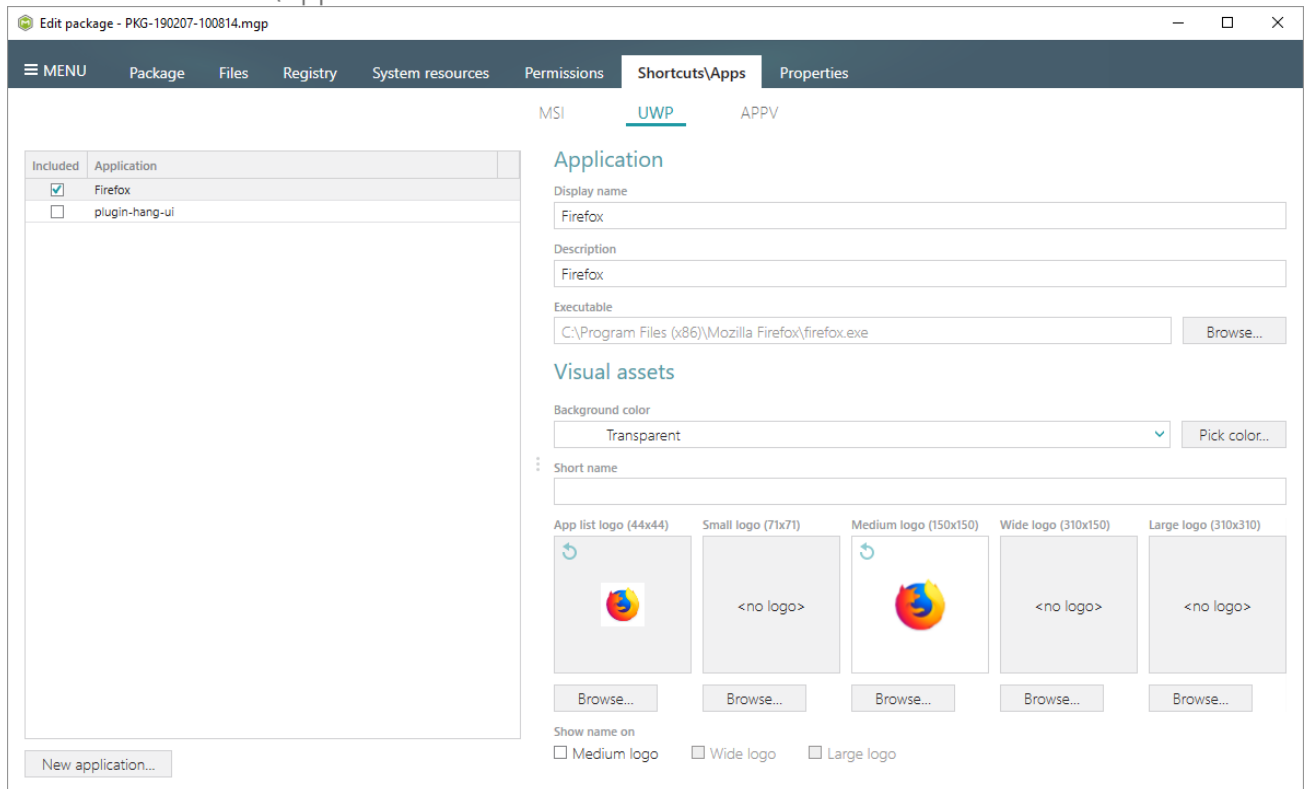 Edit package - PKG-190207-100814.mgp
MENU Package Files Registry System resources Permissions Shortcuts\Apps Properties
MSI UWP APPV
Included Application
Firefox
plugin-hang-ui
New application...
Application
Display name
Firefox
Description
Firefox
Executable
C:\Program Files (x86)\Mozilla Firefox\firefox.exe Browse...
Visual assets
Background color
Transparent Pick color...
Short name
App list logo (44x44) Small logo (71x71) Medium logo (150x150) Wide logo (310x150) Large logo (310x310)
<no logo> <no logo> <no logo>
Browse... Browse... Browse... Browse... Browse...
Show name on
Medium logo Wide logo Large logo